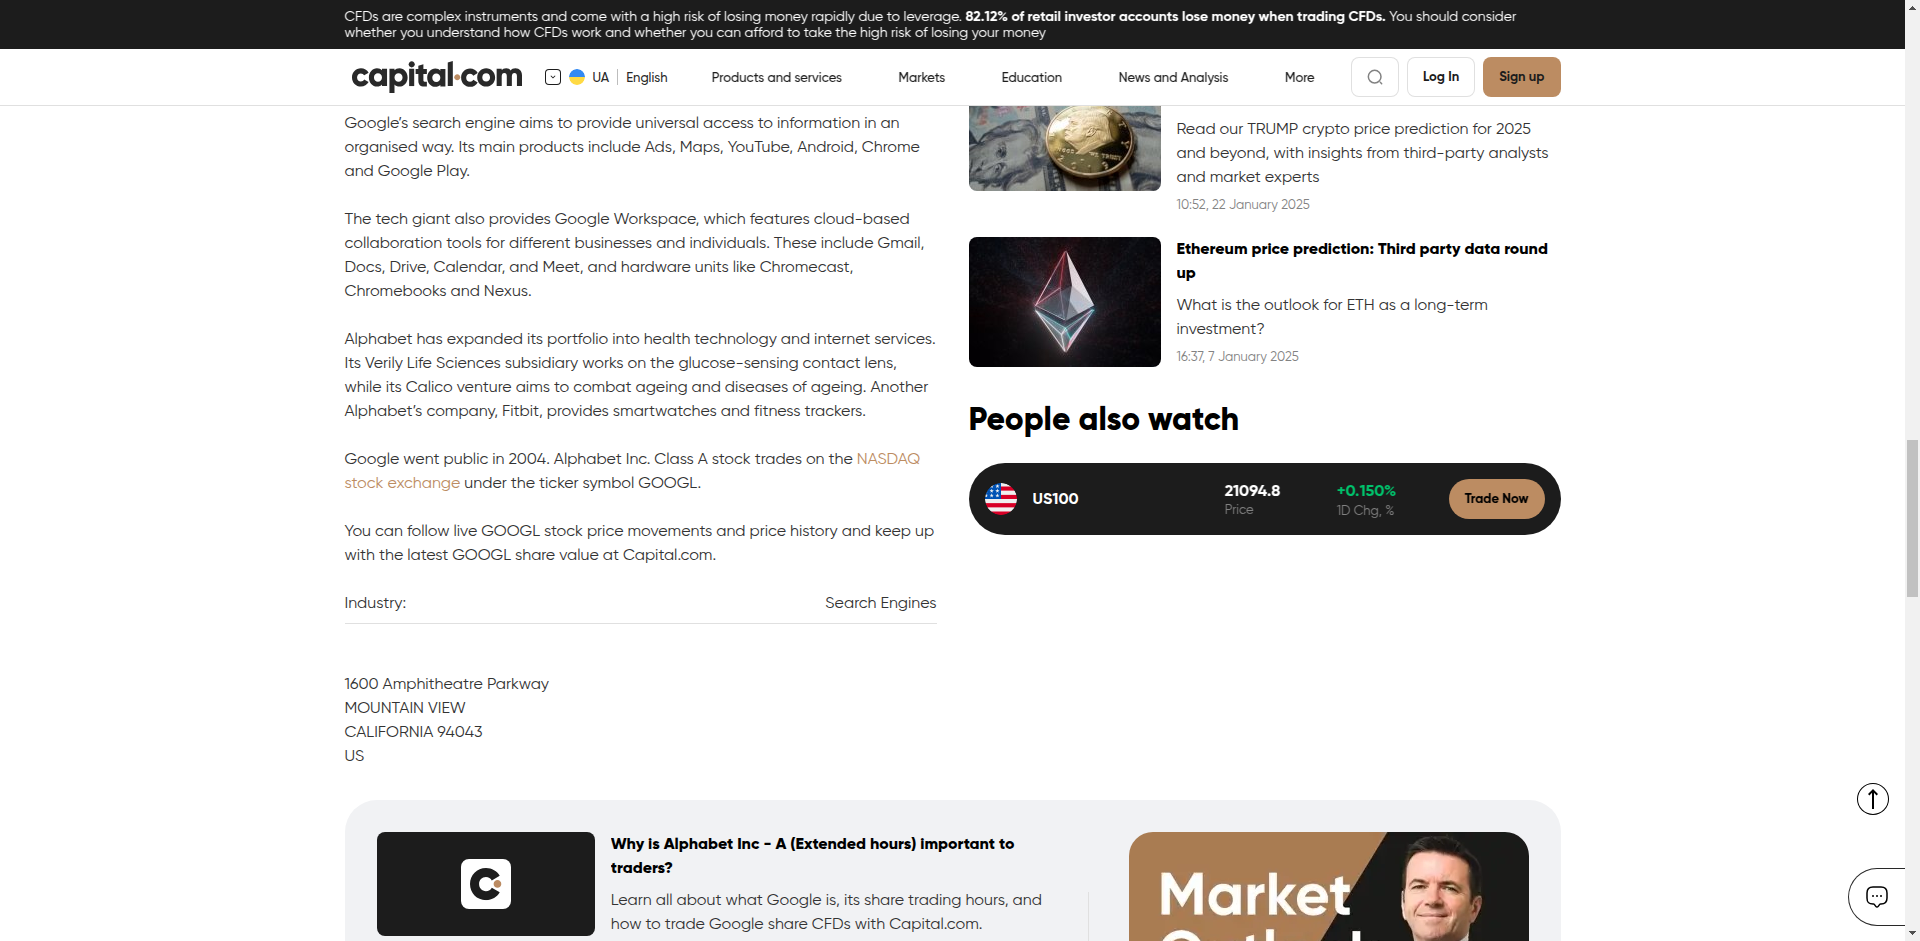 CFDs are complex instruments and come with a high risk of losing money rapidly due to leverage. 82.12% of retail investor accounts lose money when trading CFDs. You should consider
whether you understand how CFDs work and whether you can afford to take the high risk of losing your money
capital.com
UA
English
Products and services
Markets
Education
News and Analysis
More
Log In
Sign up
Google’s search engine aims to provide universal access to information in an
organised way. Its main products include Ads, Maps, YouTube, Android, Chrome
and Google Play.
The tech giant also provides Google Workspace, which features cloud-based
collaboration tools for different businesses and individuals. These include Gmail,
Docs, Drive, Calendar, and Meet, and hardware units like Chromecast,
Chromebooks and Nexus.
Alphabet has expanded its portfolio into health technology and internet services.
Its Verily Life Sciences subsidiary works on the glucose-sensing contact lens,
while its Calico venture aims to combat ageing and diseases of ageing. Another
Alphabet’s company, Fitbit, provides smartwatches and fitness trackers.
Google went public in 2004. Alphabet Inc. Class A stock trades on the NASDAQ
stock exchange under the ticker symbol GOOGL.
You can follow live GOOGL stock price movements and price history and keep up
with the latest GOOGL share value at Capital.com.
Industry:
Search Engines
1600 Amphitheatre Parkway
MOUNTAIN VIEW
CALIFORNIA 94043
US
Read our TRUMP crypto price prediction for 2025
and beyond, with insights from third-party analysts
and market experts
10:52, 22 January 2025
Ethereum price prediction: Third party data round
up
What is the outlook for ETH as a long-term
investment?
16:37, 7 January 2025
People also watch
US100
21094.8
Price
+0.150%
1D Chg, %
Trade Now
Why is Alphabet Inc - A (Extended hours) important to
traders?
Learn all about what Google is, its share trading hours, and
how to trade Google share CFDs with Capital.com.
Market